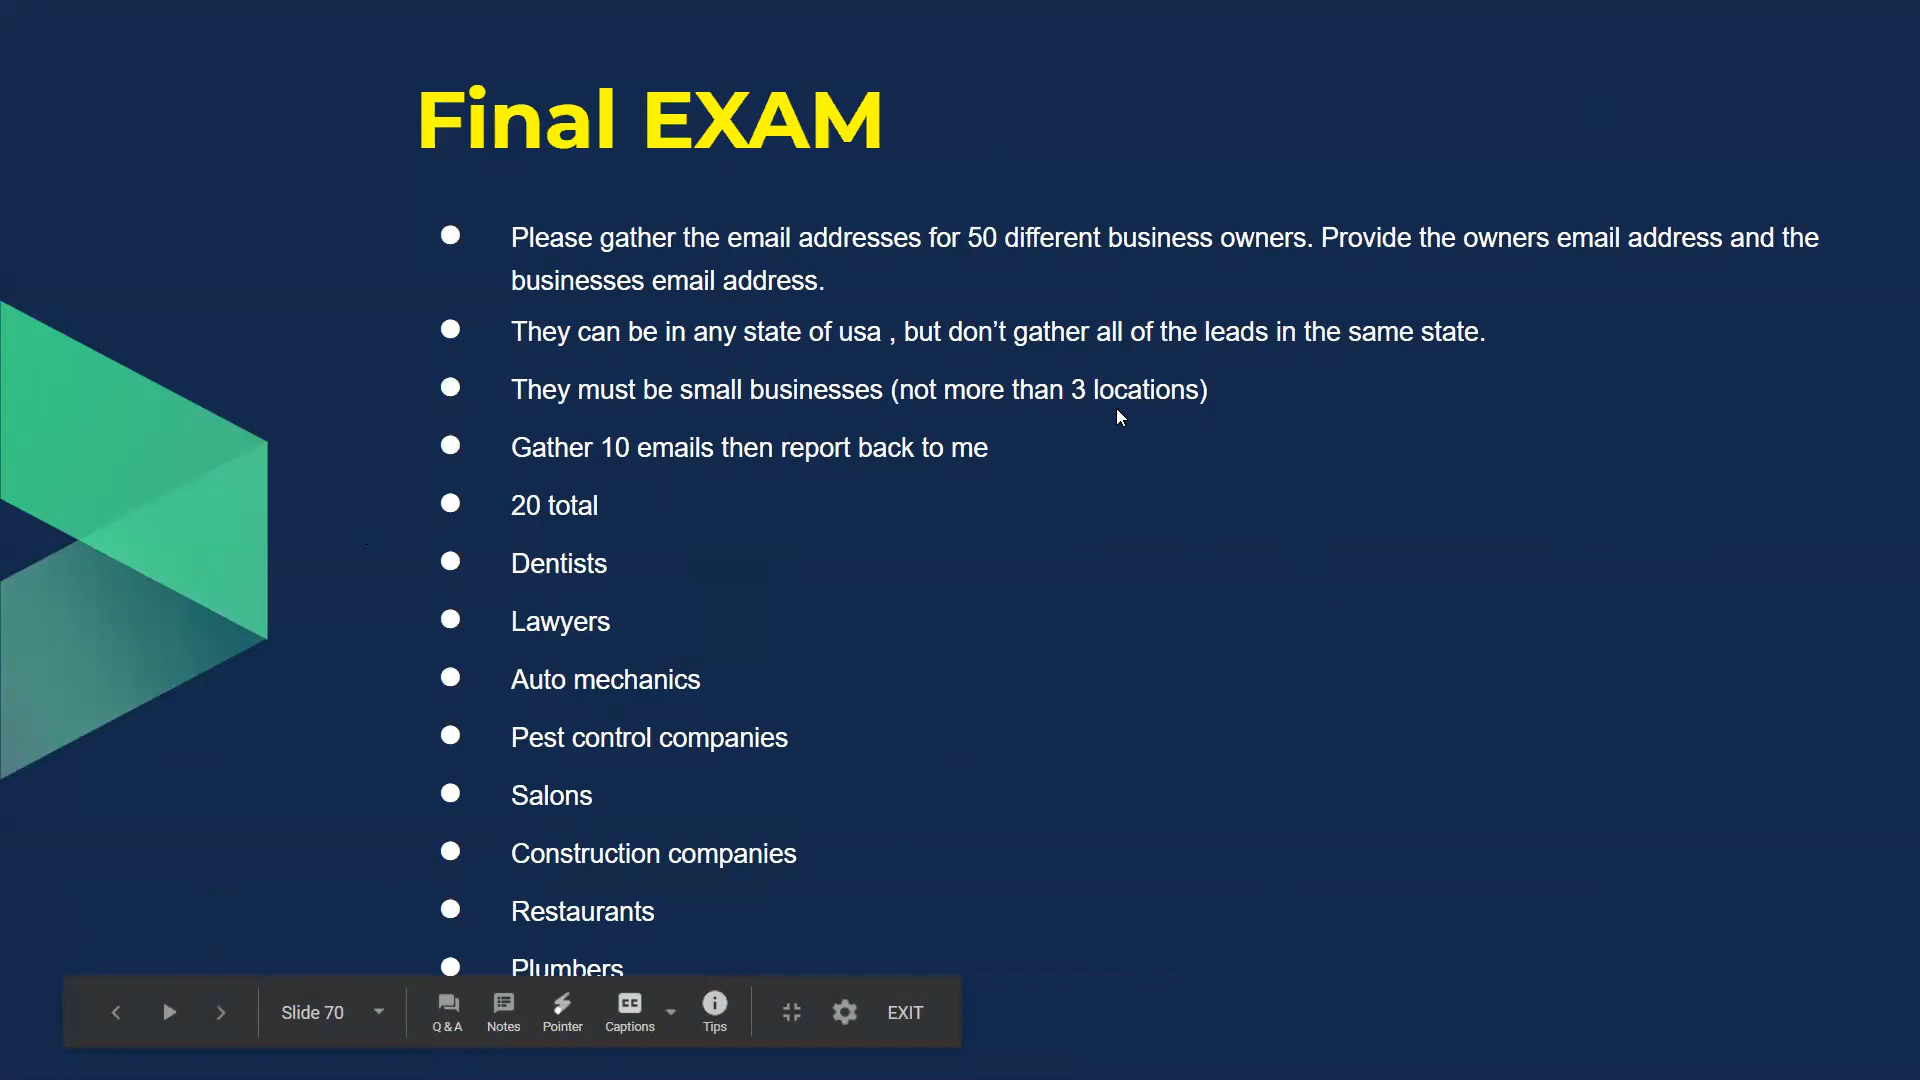 Final EXAM
● Please gather the email addresses for 50 different business owners. Provide the owners email address and the
businesses email address.
● They can be in any state of usa , but don’t gather all of the leads in the same state.
● They must be small businesses (not more than 3 locations)
● Gather 10 emails then report back to me
● 20 total
● Dentists
● Lawyers
● Auto mechanics
● Pest control companies
● Salons
● Construction companies
● Restaurants
● Plumbers
Slide 70
Q & A
Notes
Pointer
CC
Captions
Tips
EXIT